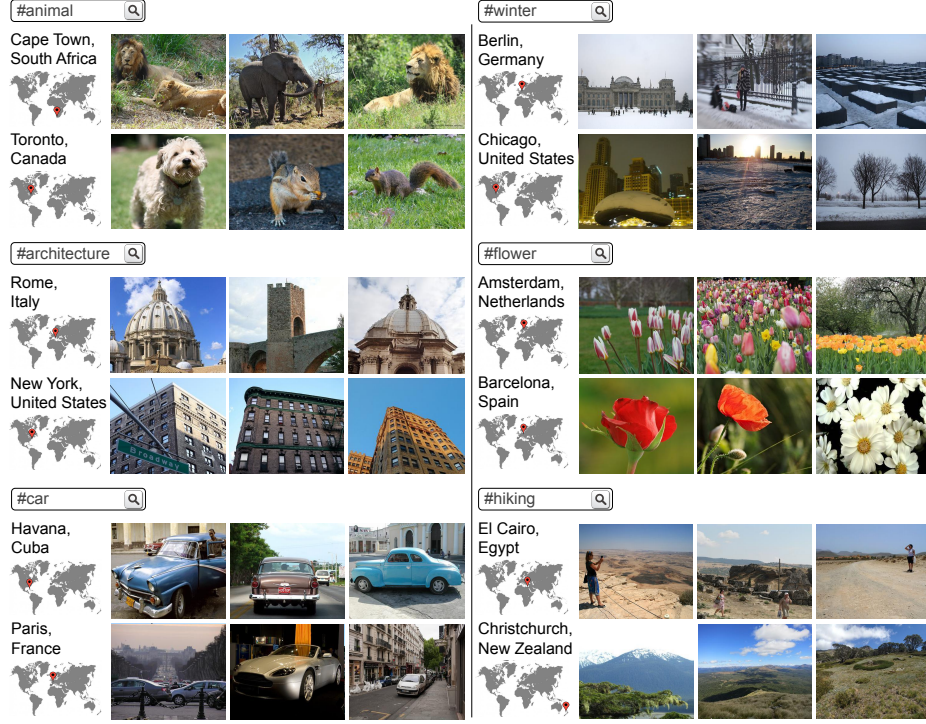 #animal
Cape Town,
South Africa
Toronto,
Canada
#architecture
Rome,
Italy
New York,
United States
Broadway
#car
Havana,
Cuba
Paris,
France
#winter
Berlin,
Germany
Chicago,
United States
#flower
Amsterdam,
Netherlands
Barcelona,
Spain
#hiking
El Cairo,
Egypt
Christchurch,
New Zealand